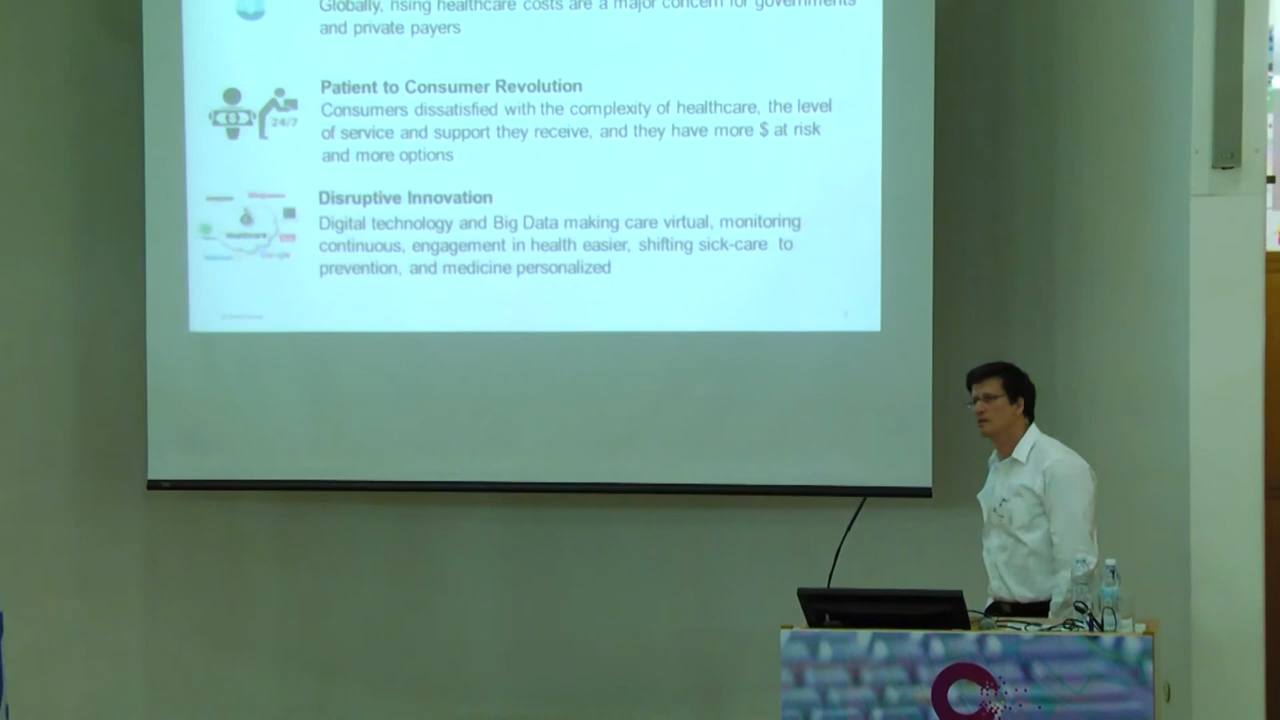 Globally, rising healthcare costs are a major concern for governments
and private payers
Patient to Consumer Revolution
Consumers dissatisfied with the complexity of healthcare, the level
of service and support they receive, and they have more $ at risk
and more options
24/7
Disruptive Innovation
Digital technology and Big Data making care virtual, monitoring
continuous, engagement in health easier, shifting sick-care to
prevention, and medicine personalized
Healthcare
Google